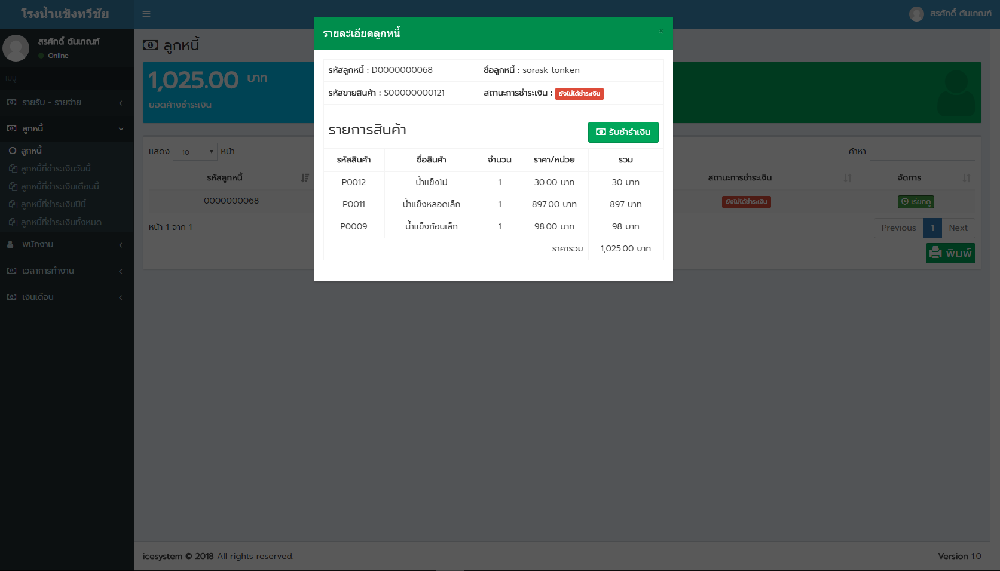 โรงน้ำแข็งทวีชัย
สรศักดิ์ ต้นเกณฑ์
สรศักดิ์ ต้นเกณฑ์
Online
เมนู
รายรับ - รายจ่าย
ลูกหนี้
ลูกหนี้
ลูกหนี้ที่ชำระเงินวันนี้
ลูกหนี้ที่ชำระเงินเดือนนี้
ลูกหนี้ที่ชำระเงินปีนี้
ลูกหนี้ที่ชำระเงินทั้งหมด
พนักงาน
เวลาการทำงาน
เงินเดือน
ลูกหนี้
1,025.00 บาท
ยอดค้างชำระเงิน
แสดง 10 หน้า
ค้าหา
รหัสลูกหนี้ สถานะการชำระเงิน จัดการ
0000000068 ยังไม่ได้ชำระเงิน เรียกดู
หน้า 1 จาก 1
Previous 1 Next
พิมพ์
รายละเอียดลูกหนี้ ×
รหัสลูกหนี้ : D0000000068 ชื่อลูกหนี้ : sorask tonken
รหัสขายสินค้า : S00000000121 สถานะการชำระเงิน : ยังไม่ได้ชำระเงิน
รายการสินค้า รับชำรำเงิน
รหัสสินค้า ชื่อสินค้า จำนวน ราคา/หน่วย รวม
P0012 น้ำแข็งโม่ 1 30.00 บาท 30 บาท
P0011 น้ำแข็งหลอดเล็ก 1 897.00 บาท 897 บาท
P0009 น้ำแข็งก้อนเล็ก 1 98.00 บาท 98 บาท
ราคารวม 1,025.00 บาท
icesystem © 2018 All rights reserved.
Version 1.0